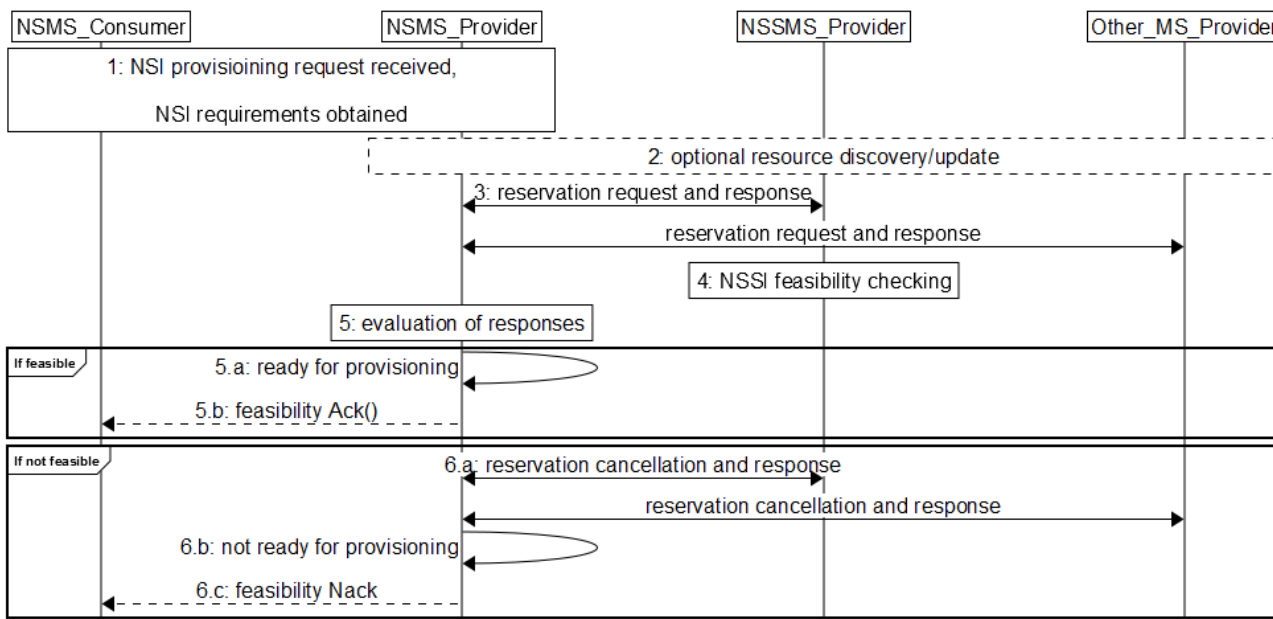 NSMS_Consumer
NSMS_Provider
NSSMS_Provider
Other_MS_Provider
1: NSI provisioining request received,
NSI requirements obtained
2: optional resource discovery/update
3: reservation request and response
reservation request and response
4: NSSI feasibility checking
5: evaluation of responses
If feasible
5.a: ready for provisioning
5.b: feasibility Ack()
If not feasible
6.a: reservation cancellation and response
reservation cancellation and response
6.b: not ready for provisioning
6.c: feasibility Nack